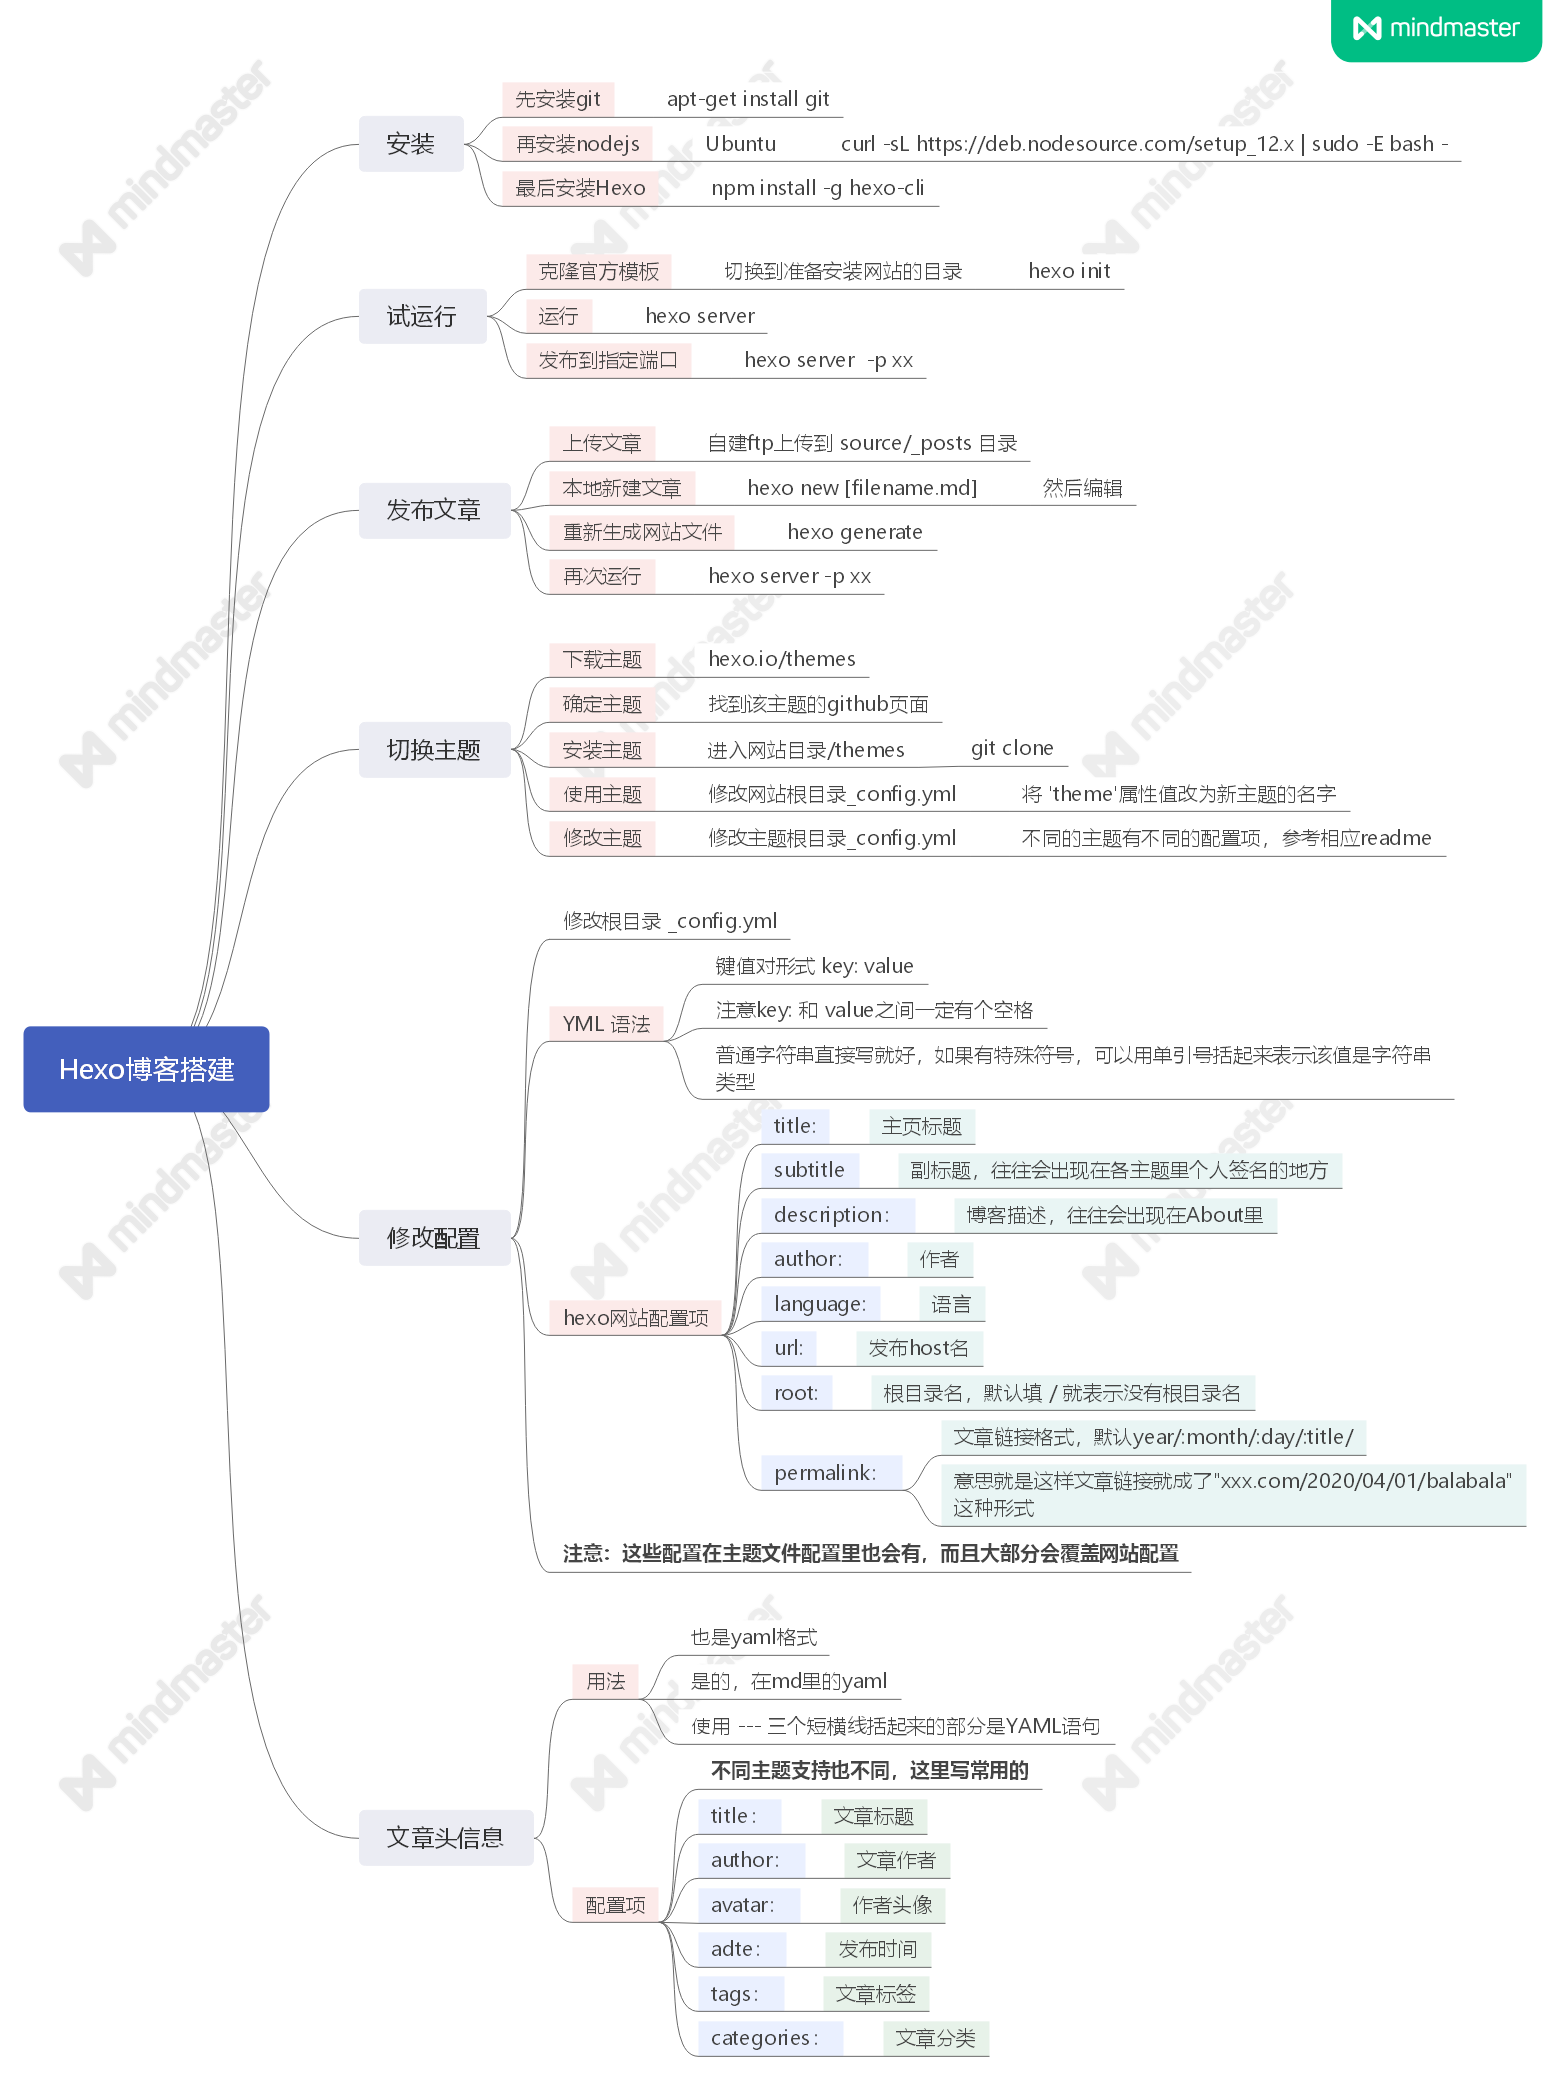 mindmaster
Hexo博客搭建
安装
先安装git apt-get install git
再安装nodejs Ubuntu curl -sL https://deb.nodesource.com/setup_12.x | sudo -E bash -
最后安装Hexo npm install -g hexo-cli
试运行
克隆官方模板 切换到准备安装网站的目录 hexo init
运行 hexo server
发布到指定端口 hexo server -p xx
发布文章
上传文章 自建ftp上传到 source/_posts 目录
本地新建文章 hexo new [filename.md] 然后编辑
重新生成网站文件 hexo generate
再次运行 hexo server -p xx
切换主题
下载主题 hexo.io/themes
确定主题 找到该主题的github页面
安装主题 进入网站目录/themes git clone
使用主题 修改网站根目录_config.yml 将 'theme'属性值改为新主题的名字
修改主题 修改主题根目录_config.yml 不同的主题有不同的配置项，参考相应readme
修改配置
修改根目录 _config.yml
YML 语法
键值对形式 key: value
注意key: 和 value之间一定有个空格
普通字符串直接写就好，如果有特殊符号，可以用单引号括起来表示该值是字符串
类型
hexo网站配置项
title: 主页标题
subtitle 副标题，往往会出现在各主题里个人签名的地方
description： 博客描述，往往会出现在About里
author： 作者
language: 语言
url: 发布host名
root: 根目录名，默认填 / 就表示没有根目录名
permalink：
文章链接格式，默认year/:month/:day/:title/
意思就是这样文章链接就成了"xxx.com/2020/04/01/balabala"
这种形式
注意：这些配置在主题文件配置里也会有，而且大部分会覆盖网站配置
文章头信息
用法
也是yaml格式
是的，在md里的yaml
使用 --- 三个短横线括起来的部分是YAML语句
配置项
不同主题支持也不同，这里写常用的
title： 文章标题
author： 文章作者
avatar： 作者头像
adte： 发布时间
tags： 文章标签
categories： 文章分类
mindmaster
mindmaster
mindmaster
mindmaster
mindmaster
mindmaster
mindmaster
mindmaster
mindmaster
mindmaster
mindmaster
mindmaster